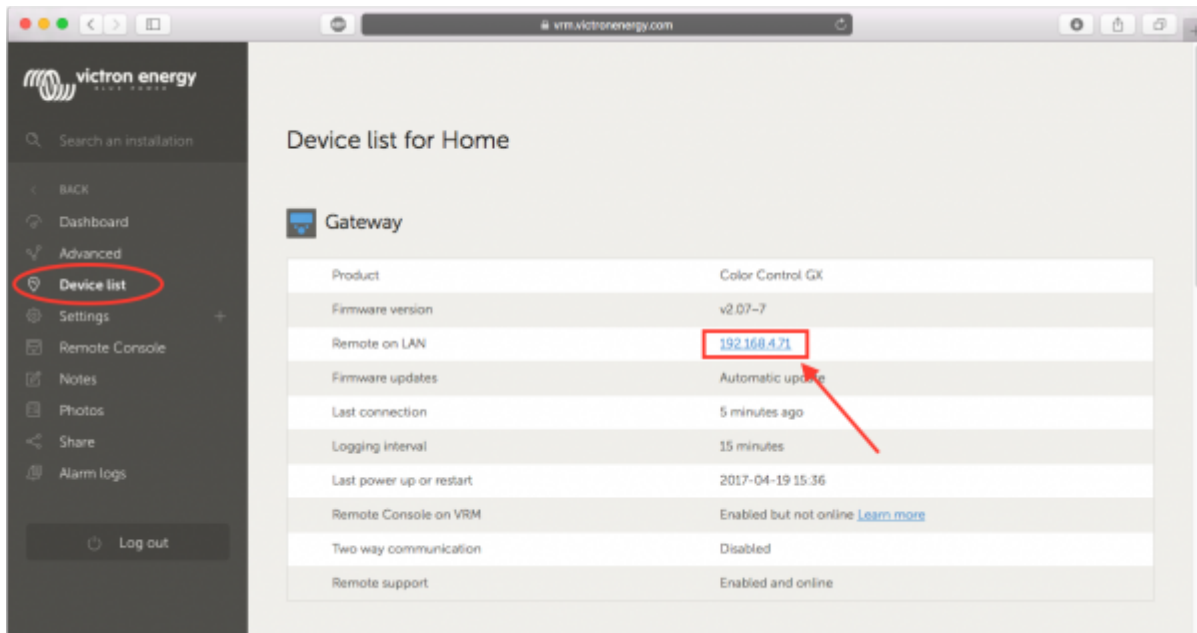 vrm.victronenergy.com
victron energy
BLUE POWER
Search an installation
BACK
Dashboard
Advanced
Device list
Settings
Remote Console
Notes
Photos
Share
Alarm logs
Log out
Device list for Home
Gateway
Product Color Control GX
Firmware version v2.07-7
Remote on LAN 192.168.4.71
Firmware updates Automatic update
Last connection 5 minutes ago
Logging interval 15 minutes
Last power up or restart 2017-04-19 15:36
Remote Console on VRM Enabled but not online Learn more
Two way communication Disabled
Remote support Enabled and online